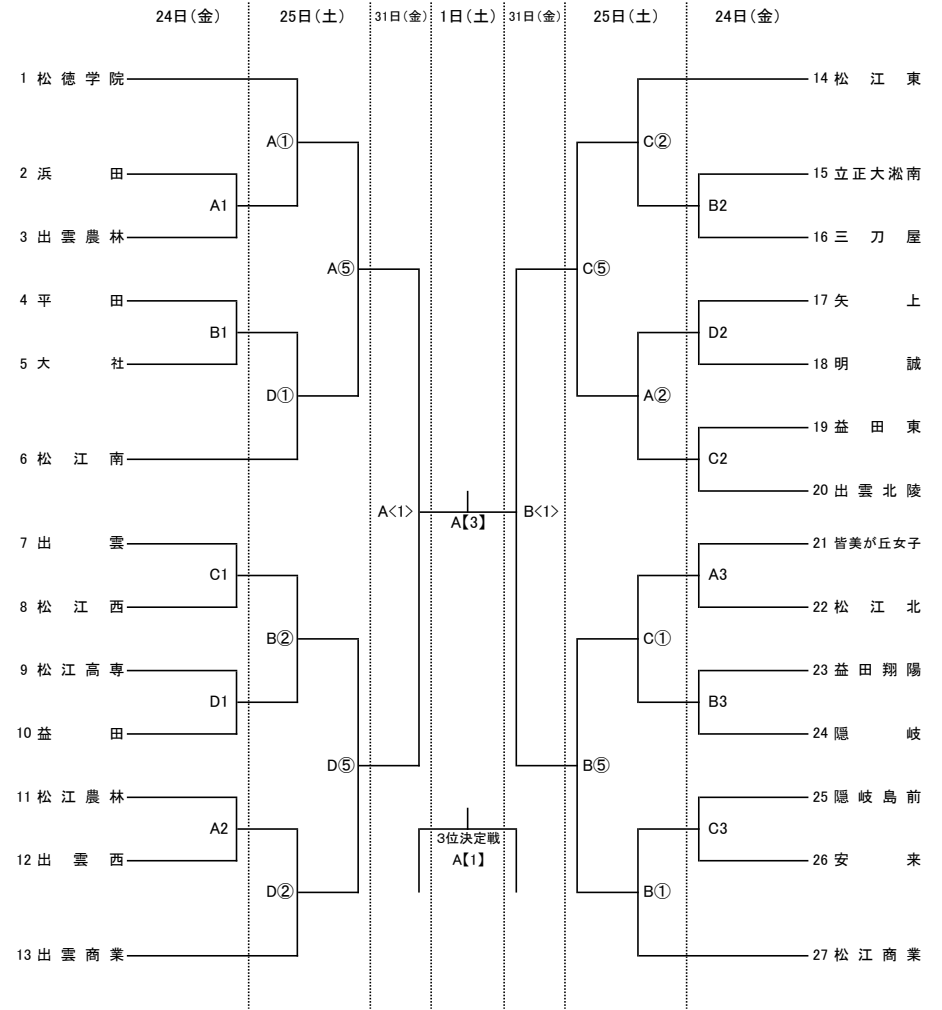 24日(金) 25日(土) 31日(金) 1日(土) 31日(金) 25日(土) 24日(金)
1 松徳学院
14 松江東
A①
C②
2 浜田
15 立正大淞南
A1
B2
3 出雲農林
16 三刀屋
A⑤
C⑤
4 平田
17 矢上
B1
D2
5 大社
18 明誠
D①
A②
19 益田東
6 松江南
C2
20 出雲北陵
A<1>
A【3】
B<1>
7 出雲
21 皆美が丘女子
C1
A3
8 松江西
22 松江北
B②
C①
9 松江高専
23 益田翔陽
D1
B3
10 益田
24 隠岐
D⑤
B⑤
11 松江農林
25 隠岐島前
A2
C3
3位決定戦
A【1】
12 出雲西
26 安来
D②
B①
13 出雲商業
27 松江商業